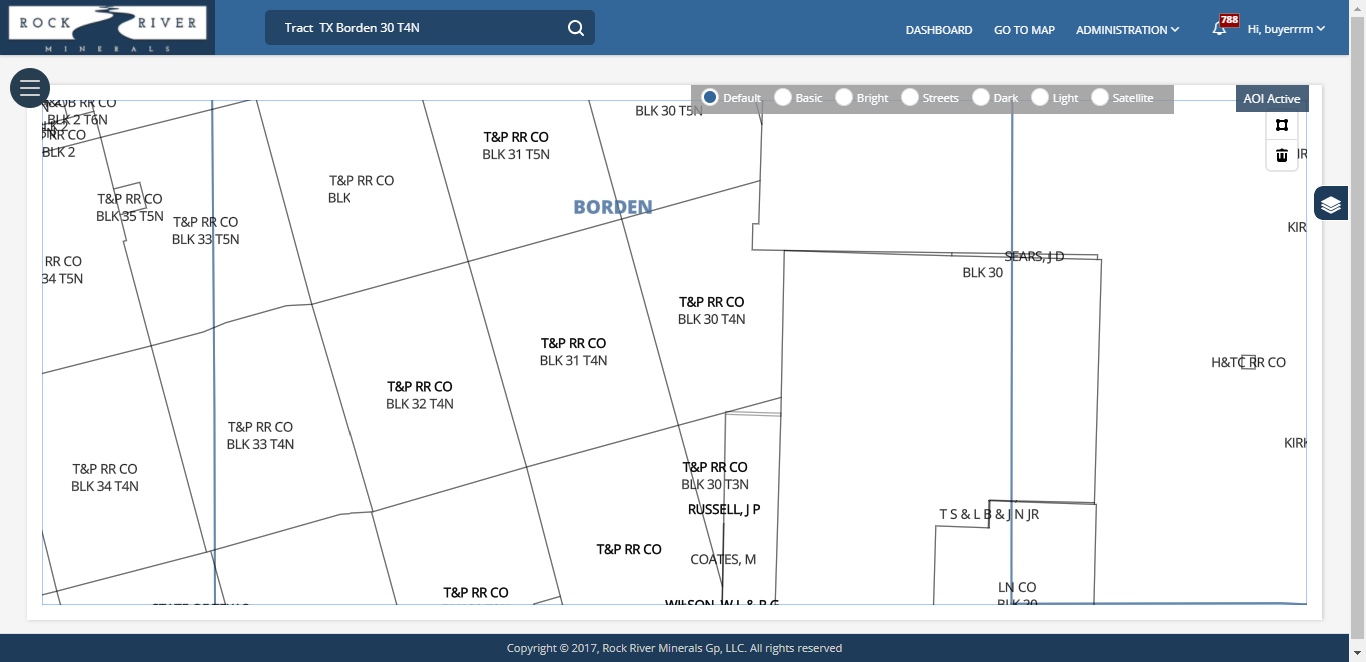 ROCK RIVER
MINERALS
Tract TX Borden 30 T4N
DASHBOARD
GO TO MAP
ADMINISTRATION
788
Hi, buyerrrm
Default
Basic
Bright
Streets
Dark
Light
Satellite
AOI Active
RR CO
BLK 2 T6N
RR CO
BLK 2
BLK 30 T5N
T&P RR CO
BLK 31 T5N
T&P RR CO
BLK
T&P RR CO
BLK 35 T5N
T&P RR CO
BLK 33 T5N
BORDEN
KIR
RR CO
34 T5N
SEARS, J D
BLK 30
T&P RR CO
BLK 30 T4N
T&P RR CO
BLK 31 T4N
H&TC RR CO
T&P RR CO
BLK 32 T4N
T&P RR CO
BLK 33 T4N
KIRK
T&P RR CO
BLK 34 T4N
T&P RR CO
BLK 30 T3N
RUSSELL, J P
T S & L B & J N JR
T&P RR CO
COATES, M
T&P RR CO
LN CO
BLK 30
STATE OF TEXAS
WILSON, W L & B G
Copyright © 2017, Rock River Minerals Gp, LLC. All rights reserved